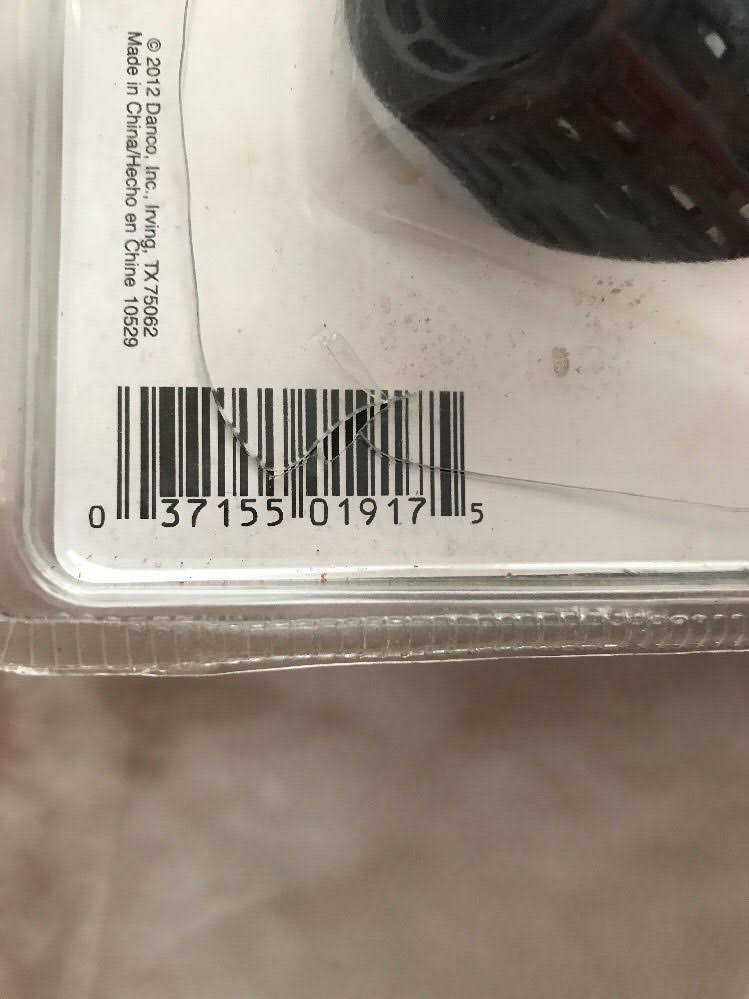 © 2012 Danco, Inc., Irving, TX 75062
Made in China/Hecho en Chine 10529
0 37155 01917 5